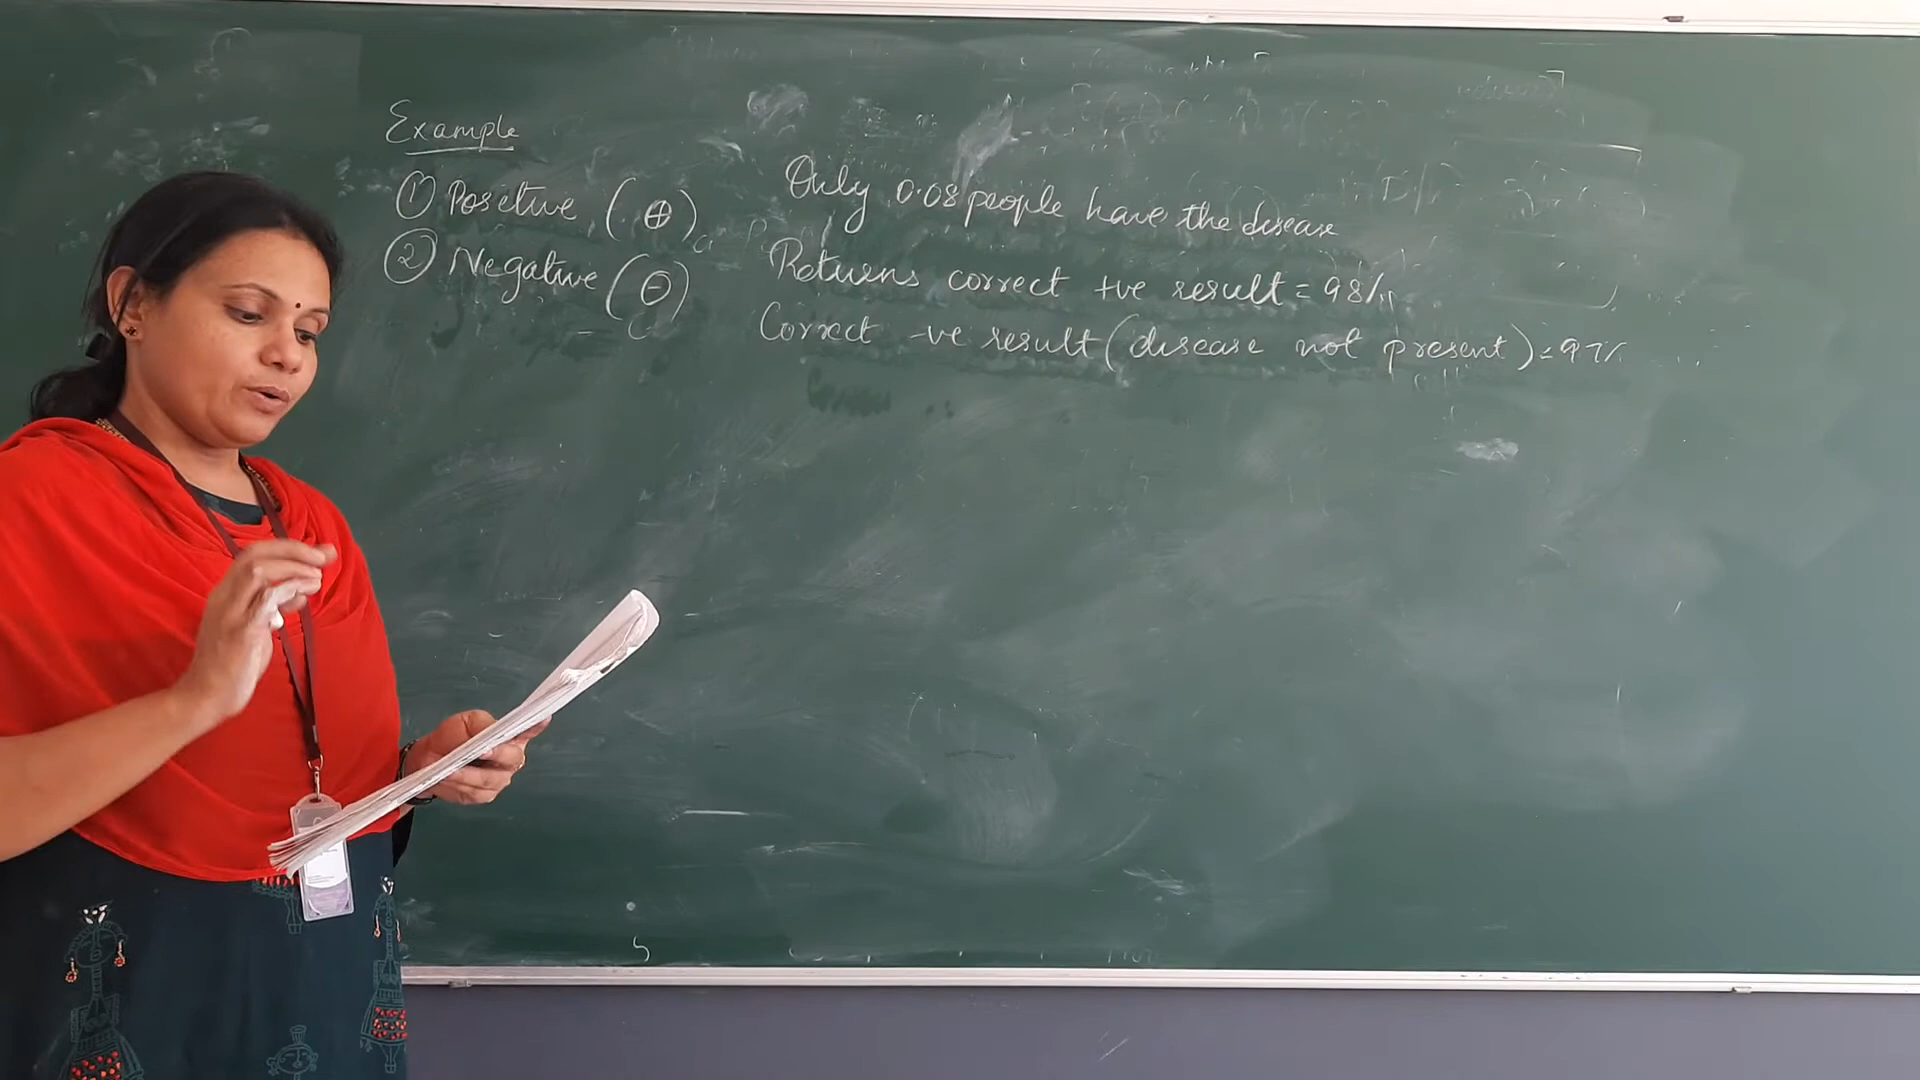 Example
① Positive (⊕)
② Negative (⊖)
Only 0.08 people have the disease
Returns correct +ve result = 98%
Correct -ve result (disease not present) = 97%